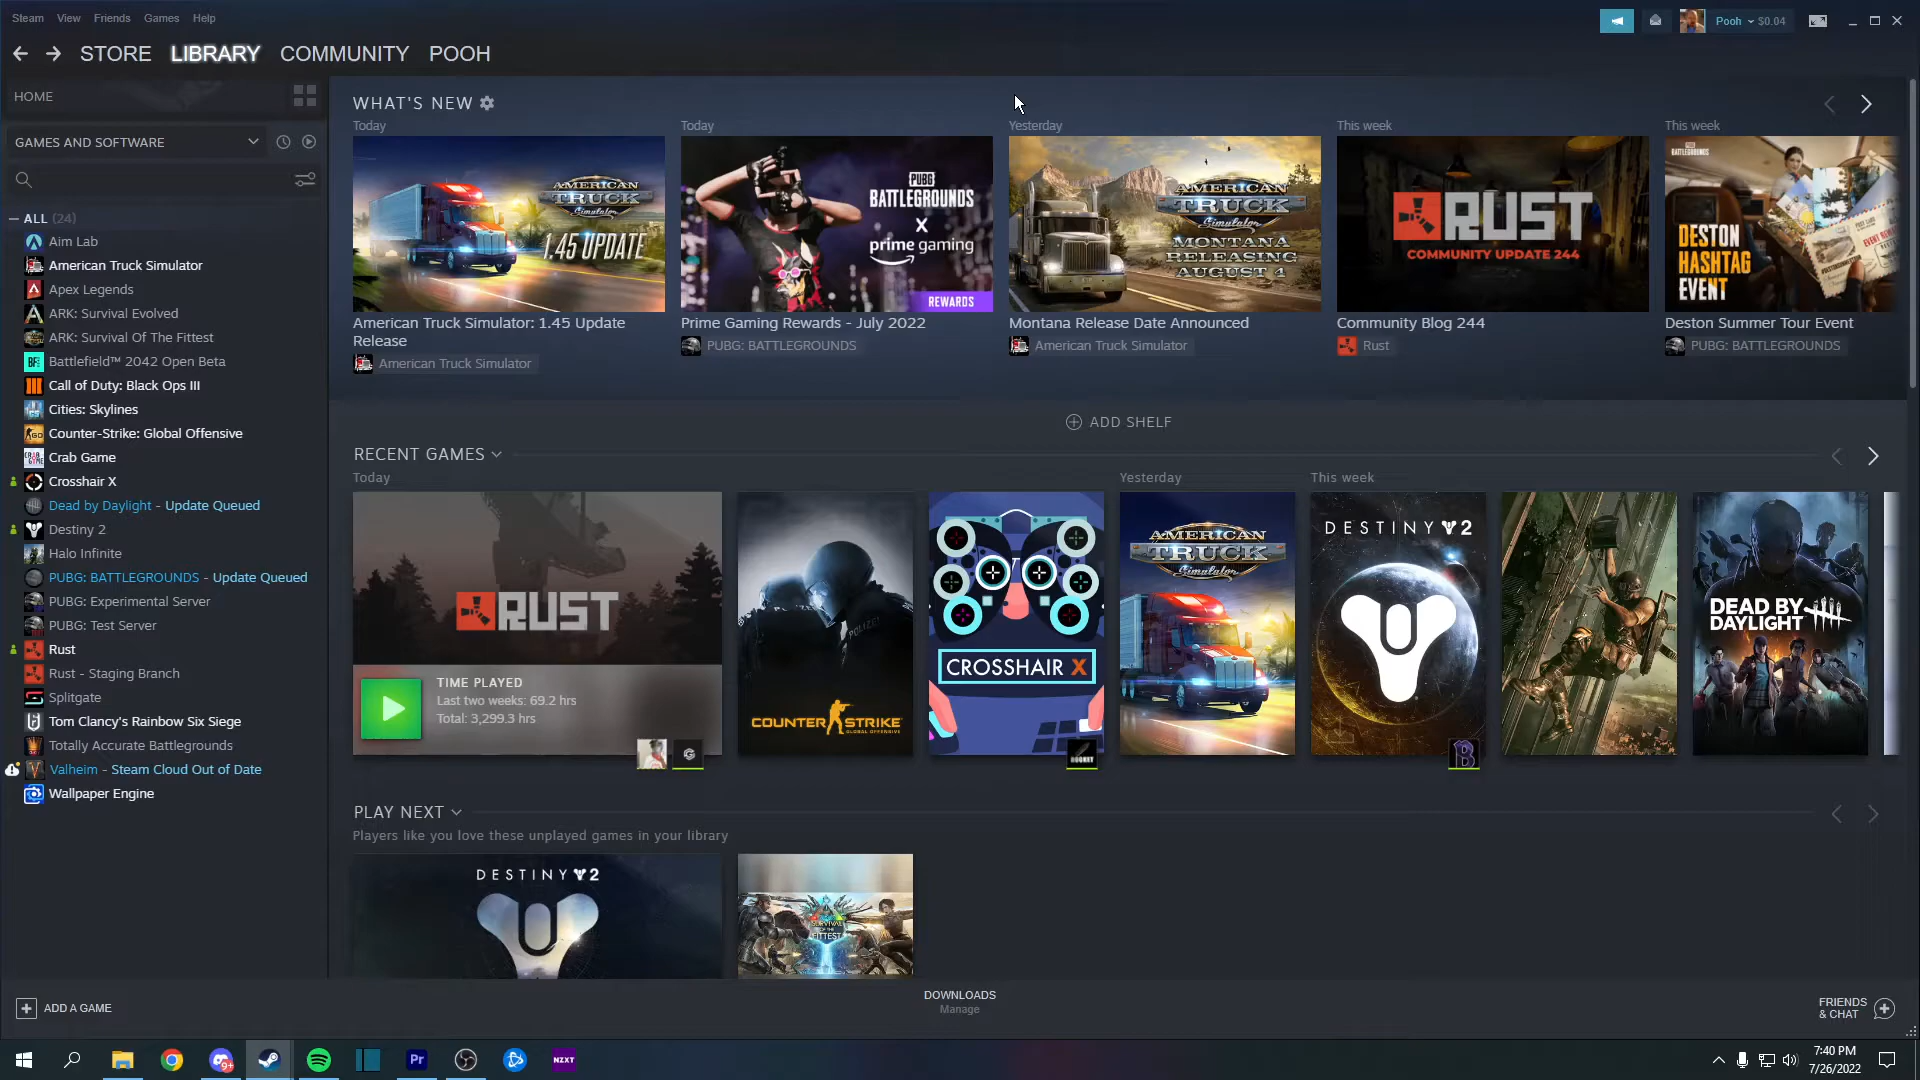 Steam View Friends Games Help
Pooh $0.04
STORE LIBRARY COMMUNITY POOH
HOME
GAMES AND SOFTWARE
ALL (24)
Aim Lab
American Truck Simulator
Apex Legends
ARK: Survival Evolved
ARK: Survival Of The Fittest
Battlefield™ 2042 Open Beta
Call of Duty: Black Ops III
Cities: Skylines
Counter-Strike: Global Offensive
Crab Game
Crosshair X
Dead by Daylight - Update Queued
Destiny 2
Halo Infinite
PUBG: BATTLEGROUNDS - Update Queued
PUBG: Experimental Server
PUBG: Test Server
Rust
Rust - Staging Branch
Splitgate
Tom Clancy's Rainbow Six Siege
Totally Accurate Battlegrounds
Valheim - Steam Cloud Out of Date
Wallpaper Engine
WHAT'S NEW
Today
AMERICAN
TRUCK
Simulator
1.45 UPDATE
American Truck Simulator: 1.45 Update
Release
American Truck Simulator
Today
PUBG
BATTLEGROUNDS
X
prime gaming
REWARDS
Prime Gaming Rewards - July 2022
PUBG: BATTLEGROUNDS
Yesterday
AMERICAN
TRUCK
Simulator
MONTANA
RELEASING
AUGUST 4
Montana Release Date Announced
American Truck Simulator
This week
RUST
COMMUNITY UPDATE 244
Community Blog 244
Rust
This week
BATTLEGROUNDS
DESTON
HASHTAG
EVENT
Deston Summer Tour Event
PUBG: BATTLEGROUNDS
ADD SHELF
RECENT GAMES
Today
RUST
TIME PLAYED
Last two weeks: 69.2 hrs
Total: 3,299.3 hrs
POLIZEI
COUNTER STRIKE
GLOBAL OFFENSIVE
CROSSHAIR X
Yesterday
AMERICAN
TRUCK
Simulator
This week
DESTINY 2
DEAD BY
DAYLIGHT
PLAY NEXT
Players like you love these unplayed games in your library
DESTINY 2
SURVIVAL
OF THE
FITTEST
ADD A GAME
DOWNLOADS
Manage
FRIENDS
& CHAT
9+
Pr
NZXT
7:40 PM
7/26/2022